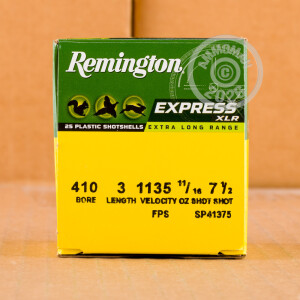 Remington
EXPRESS
XLR
25 PLASTIC SHOTSHELLS EXTRA LONG RANGE
410 3 1135 11/16 7 1/2
BORE LENGTH VELOCITY OZ SHOT SHOT
FPS SP41375